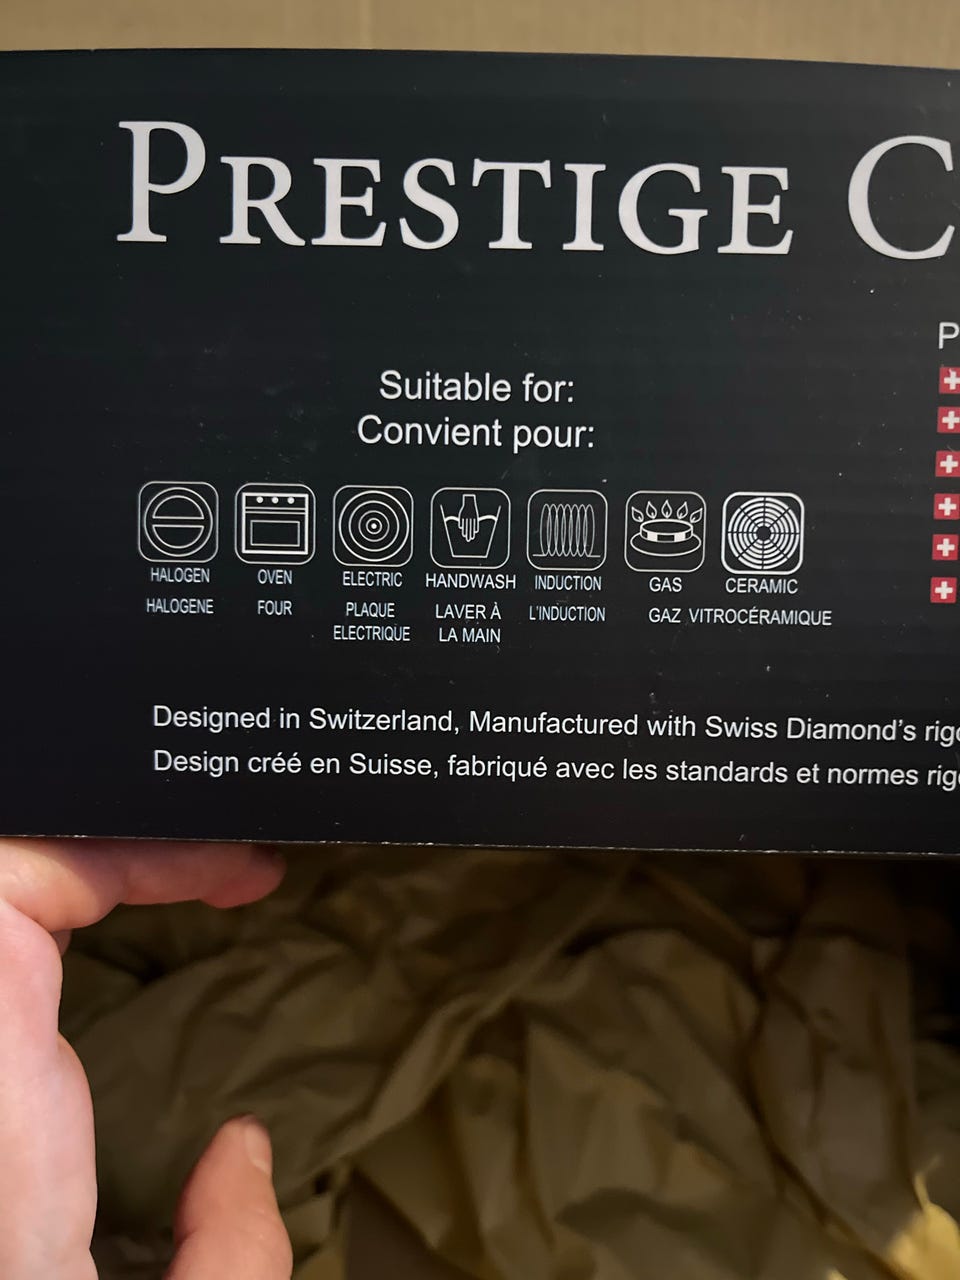 PRESTIGE C
P
Suitable for:
Convient pour:
HALOGEN OVEN ELECTRIC HANDWASH INDUCTION GAS CERAMIC
HALOGENE FOUR PLAQUE LAVER À L'INDUCTION GAZ VITROCÉRAMIQUE
ELECTRIQUE LA MAIN
Designed in Switzerland, Manufactured with Swiss Diamond's rig
Design créé en Suisse, fabriqué avec les standards et normes rig